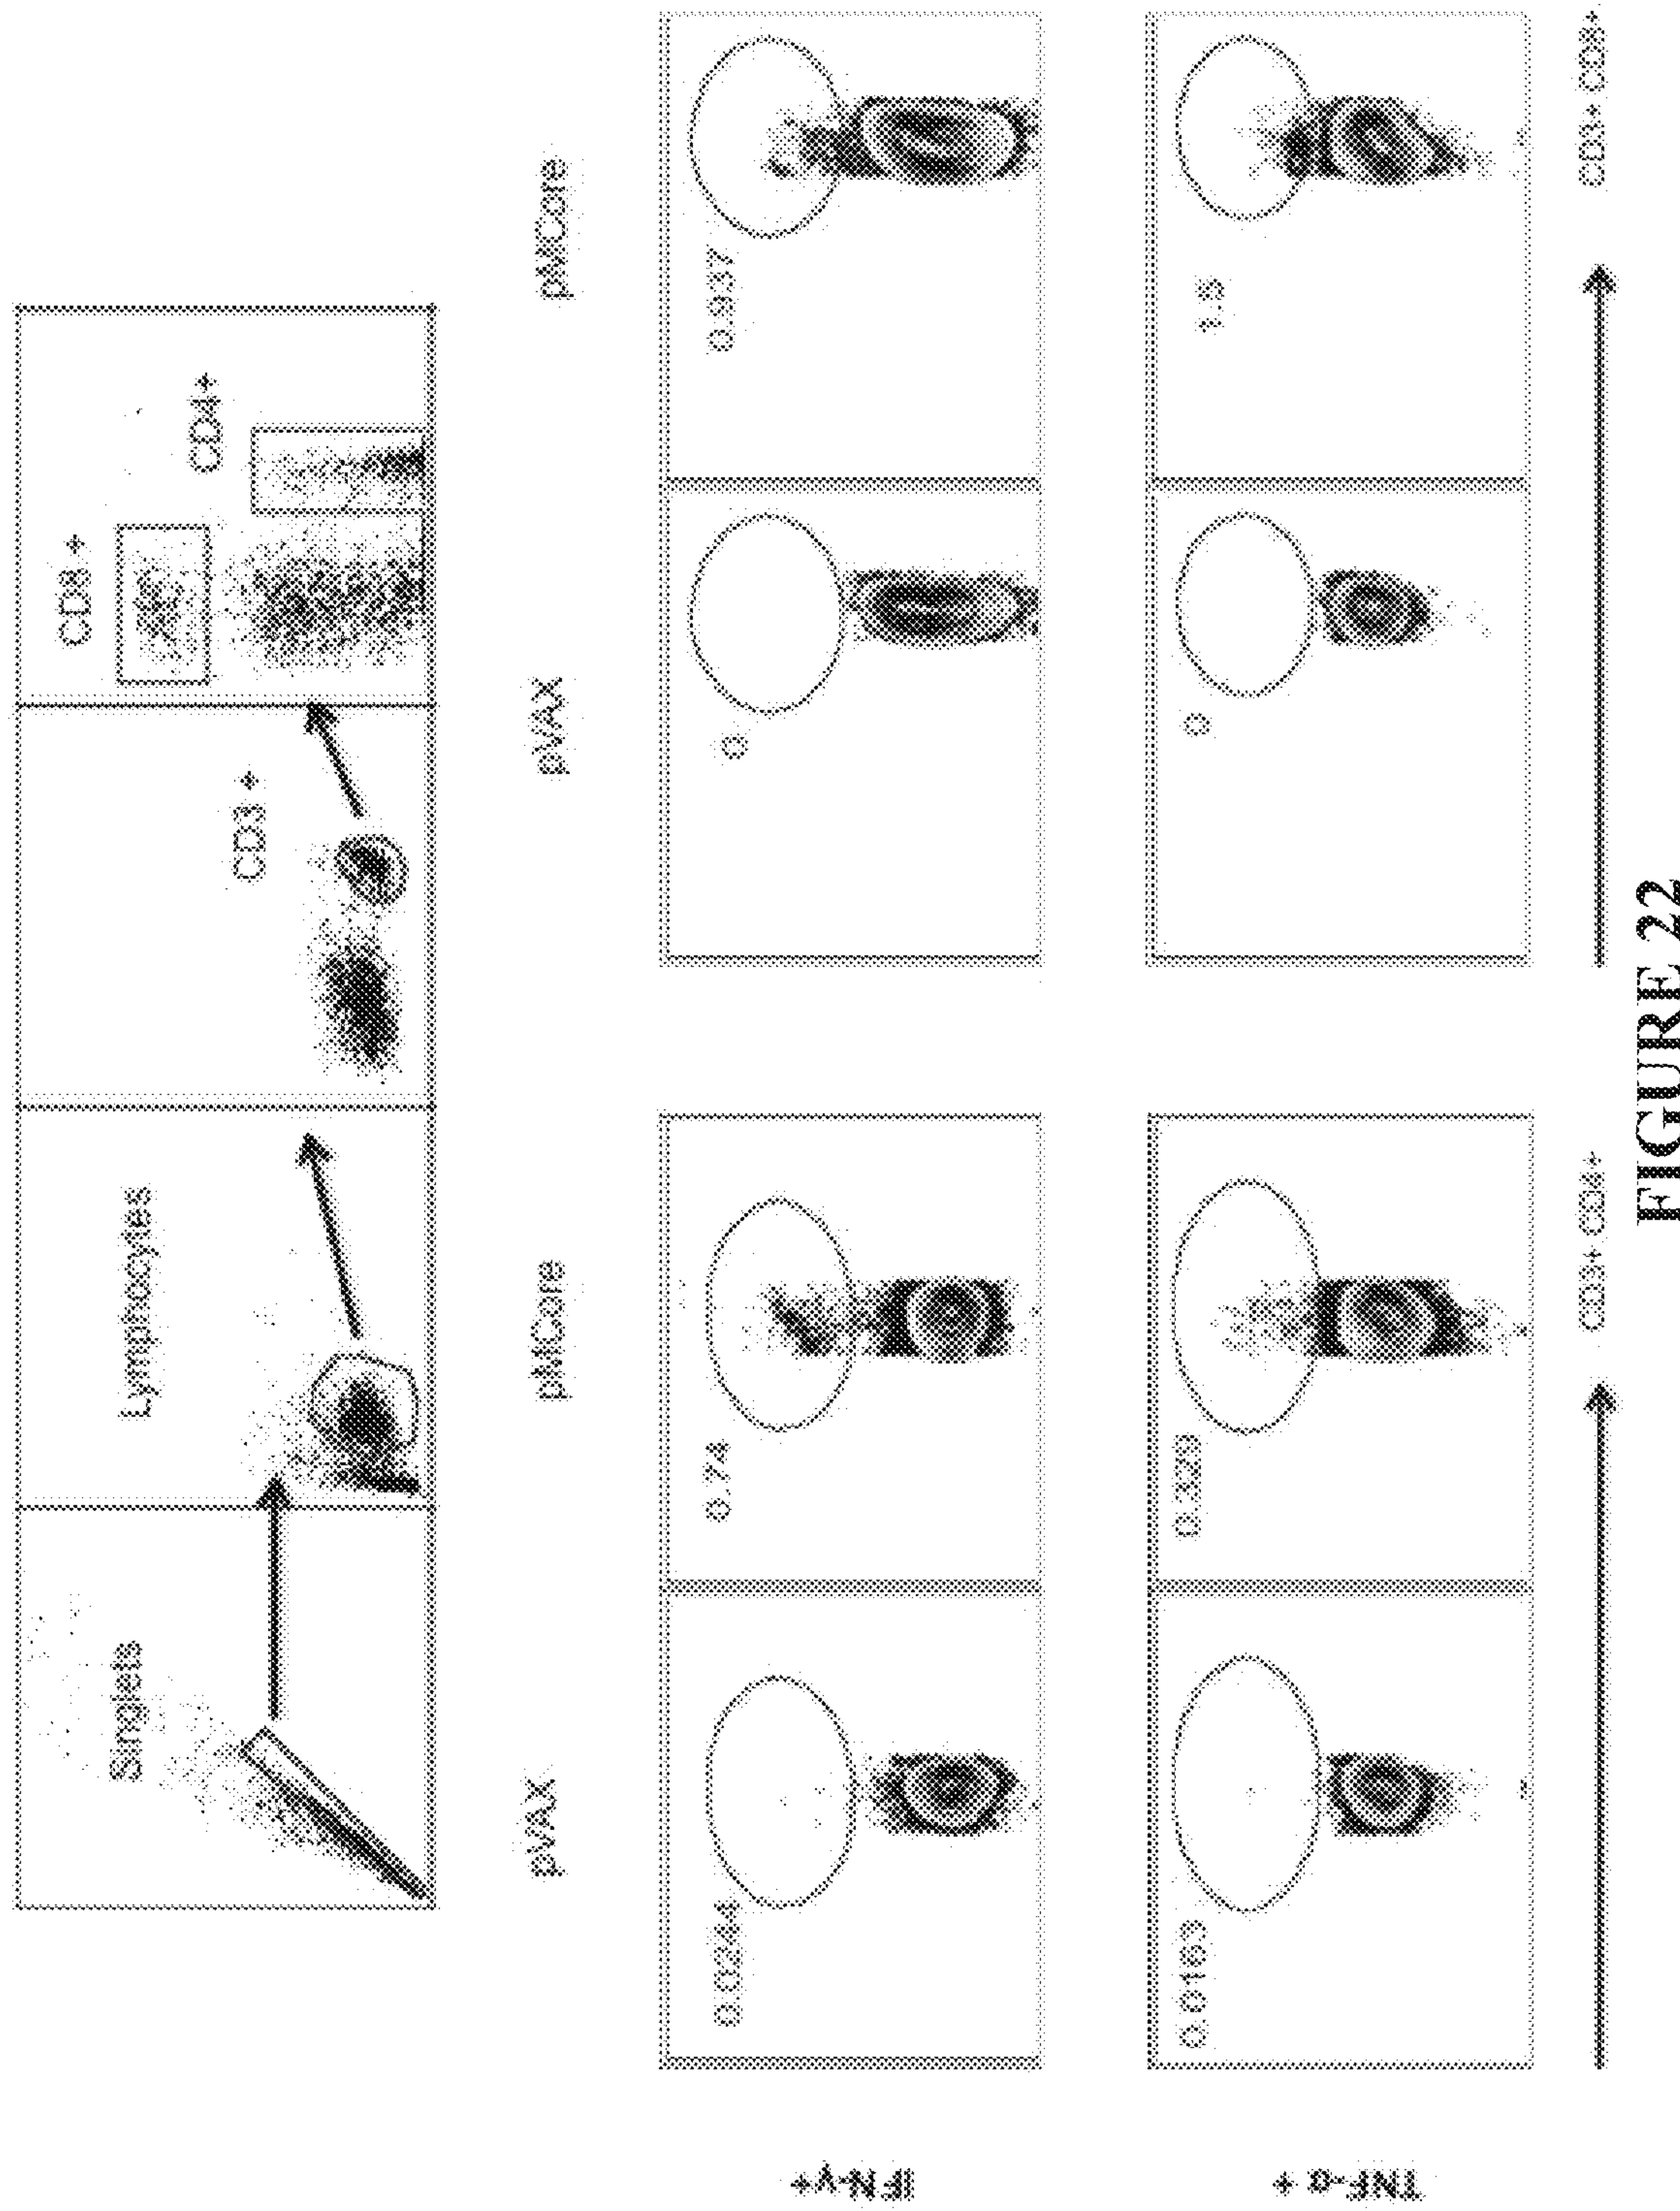 Singlets
Lymphocytes
CD3 +
CD8 +
CD4+
pVAX
pMCore
pVAX
pMCore
IFN-γ+
0.0244
0.74
0
0.937
TNF-α +
0.0163
0.329
0
1.5
CD3+ CD4+
CD3+ CD8+
FIGURE 22